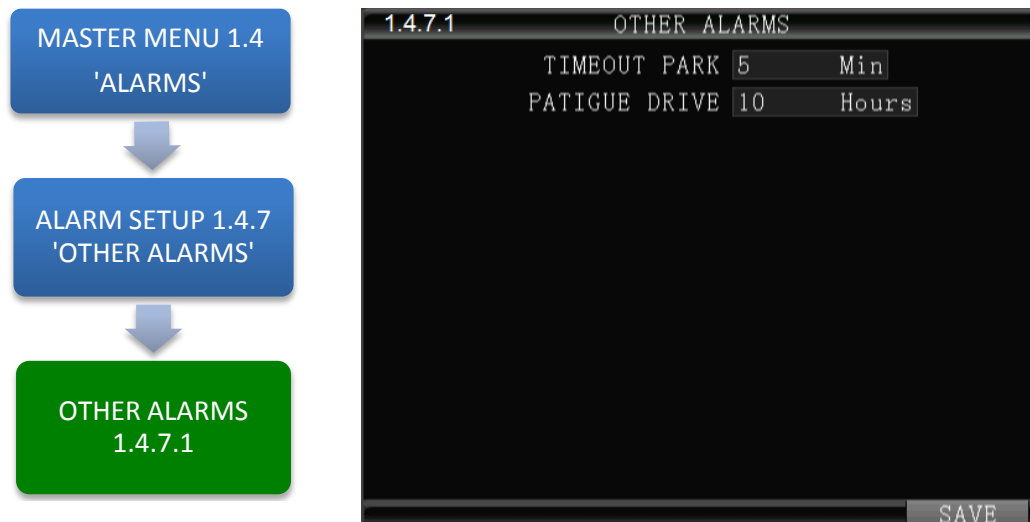 MASTER MENU 1.4
'ALARMS'
ALARM SETUP 1.4.7
'OTHER ALARMS'
OTHER ALARMS
1.4.7.1
1.4.7.1 OTHER ALARMS
TIMEOUT PARK 5 Min
PATIGUE DRIVE 10 Hours
SAVE